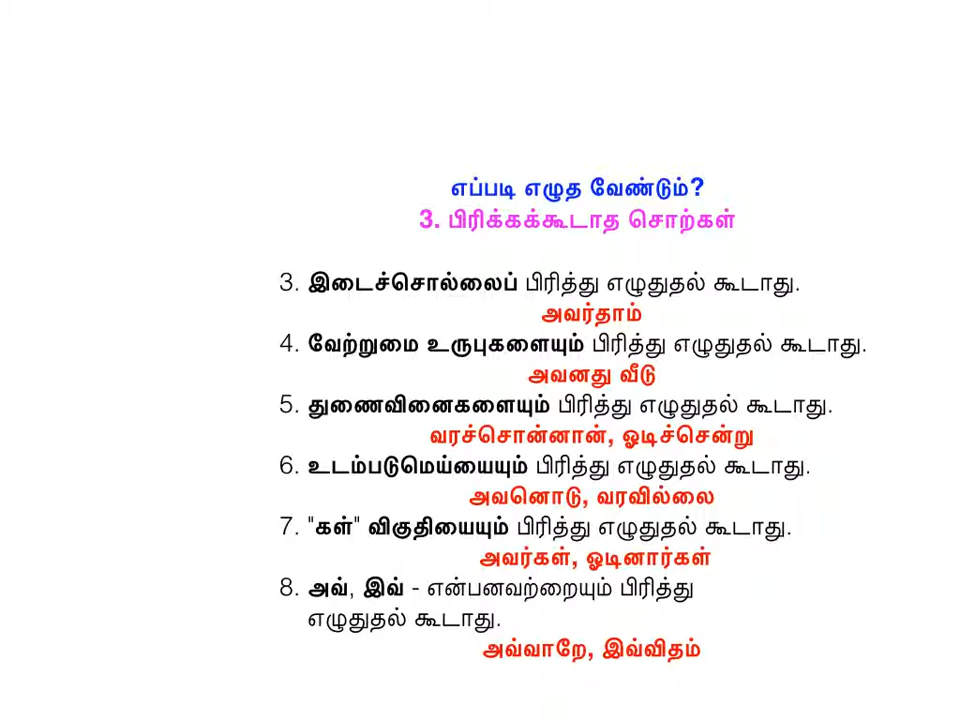 எப்படி எழுத வேண்டும்?
3. பிரிக்கக்கூடாத சொற்கள்
3. இடைச்சொல்லைப் பிரித்து எழுதுதல் கூடாது.
அவர்தாம்
4. வேற்றுமை உருபுகளையும் பிரித்து எழுதுதல் கூடாது.
அவனது வீடு
5. துணைவினைகளையும் பிரித்து எழுதுதல் கூடாது.
வரச்சொன்னான், ஓடிச்சென்று
6. உடம்படுமெய்யையும் பிரித்து எழுதுதல் கூடாது.
அவனொடு, வரவில்லை
7. "கள்" விகுதியையும் பிரித்து எழுதுதல் கூடாது.
அவர்கள், ஓடினார்கள்
8. அவ், இவ் - என்பனவற்றையும் பிரித்து
எழுதுதல் கூடாது.
அவ்வாறே, இவ்விதம்